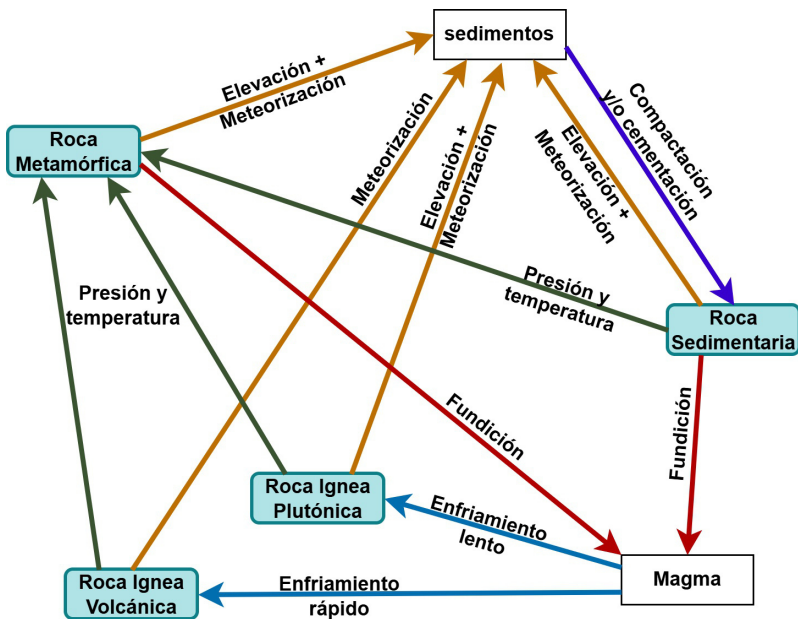 sedimentos
Elevación +
Meteorización
Compactación
y/o cementación
Roca
Metamórfica
Meteorización
Elevación +
Meteorización
Elevación +
Meteorización
Presión y
temperatura
Presión y
temperatura
Roca
Sedimentaria
Fundición
Fundición
Roca Ignea
Plutónica
Enfriamiento
lento
Roca Ignea
Volcánica
Enfriamiento
rápido
Magma